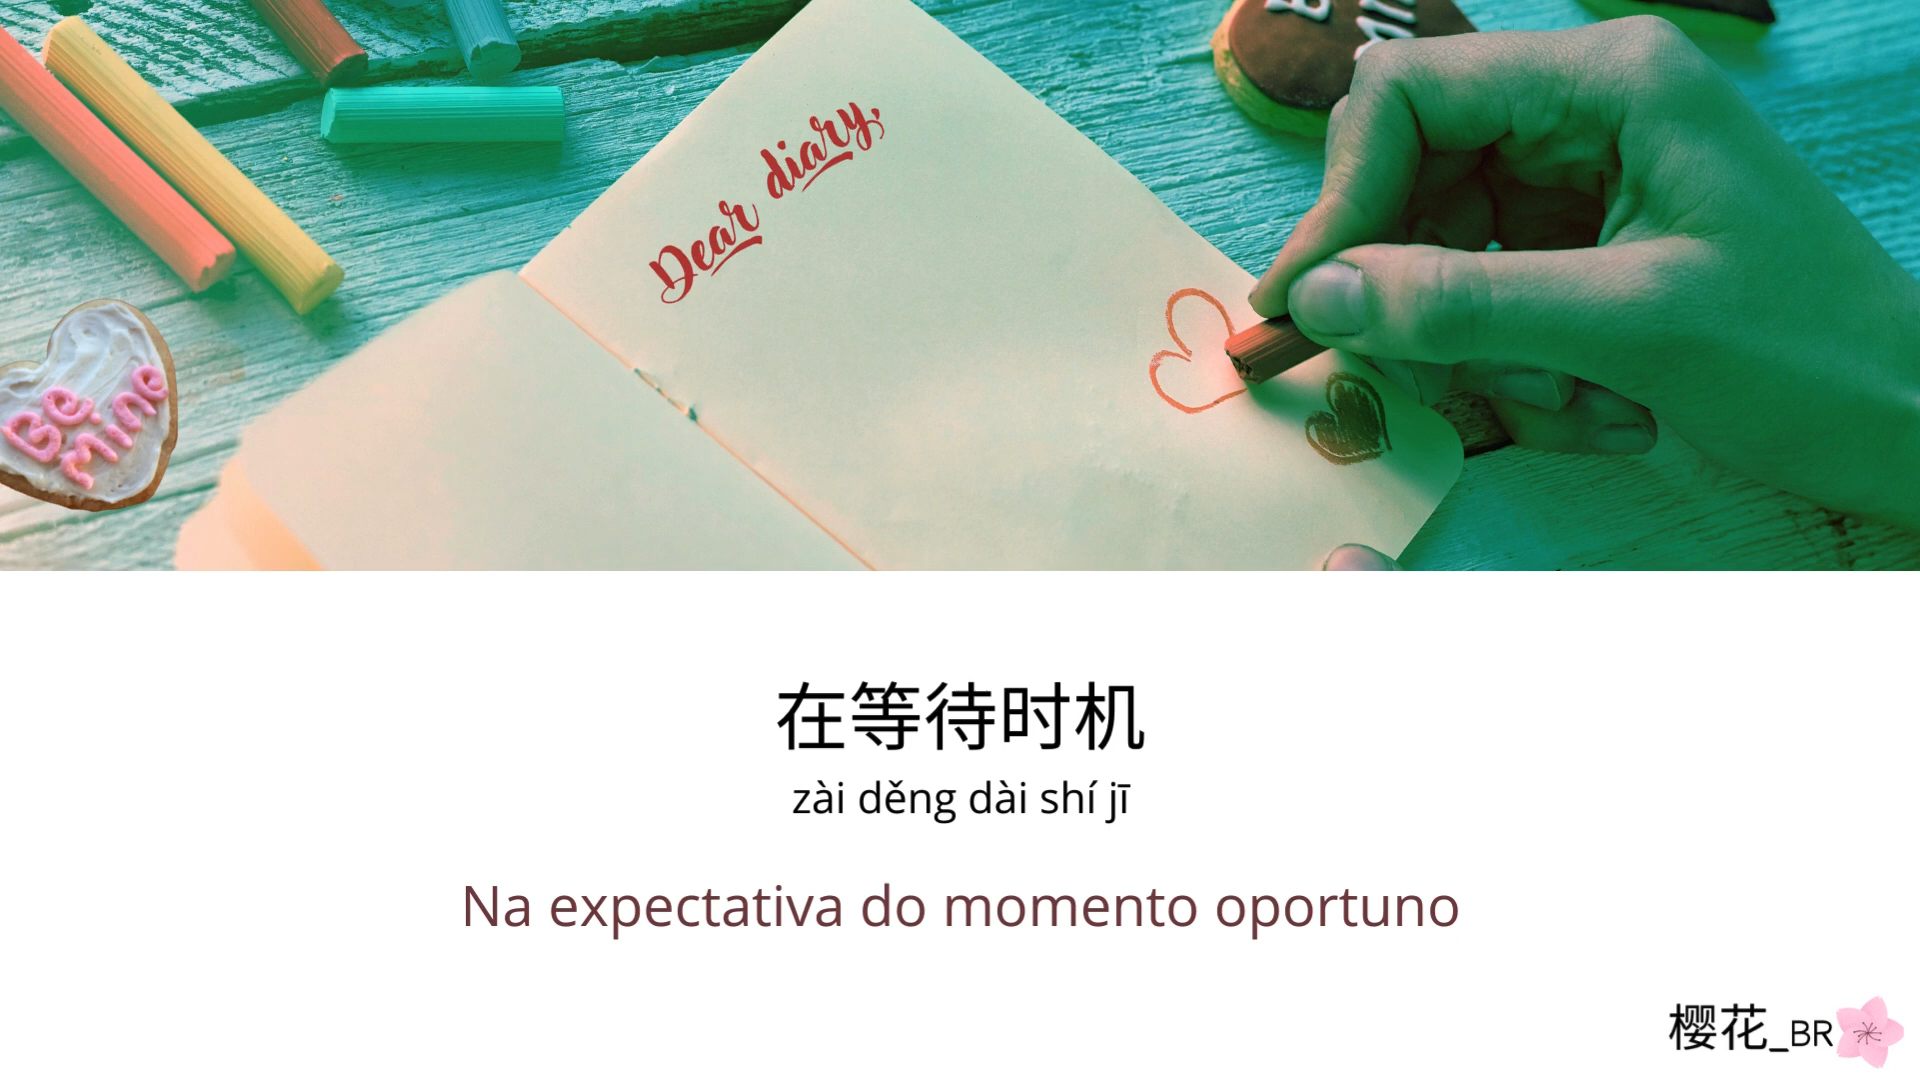 Dear diary,
Be
Mine
在等待时机
zài děng dài shí jī
Na expectativa do momento oportuno
樱花_BR